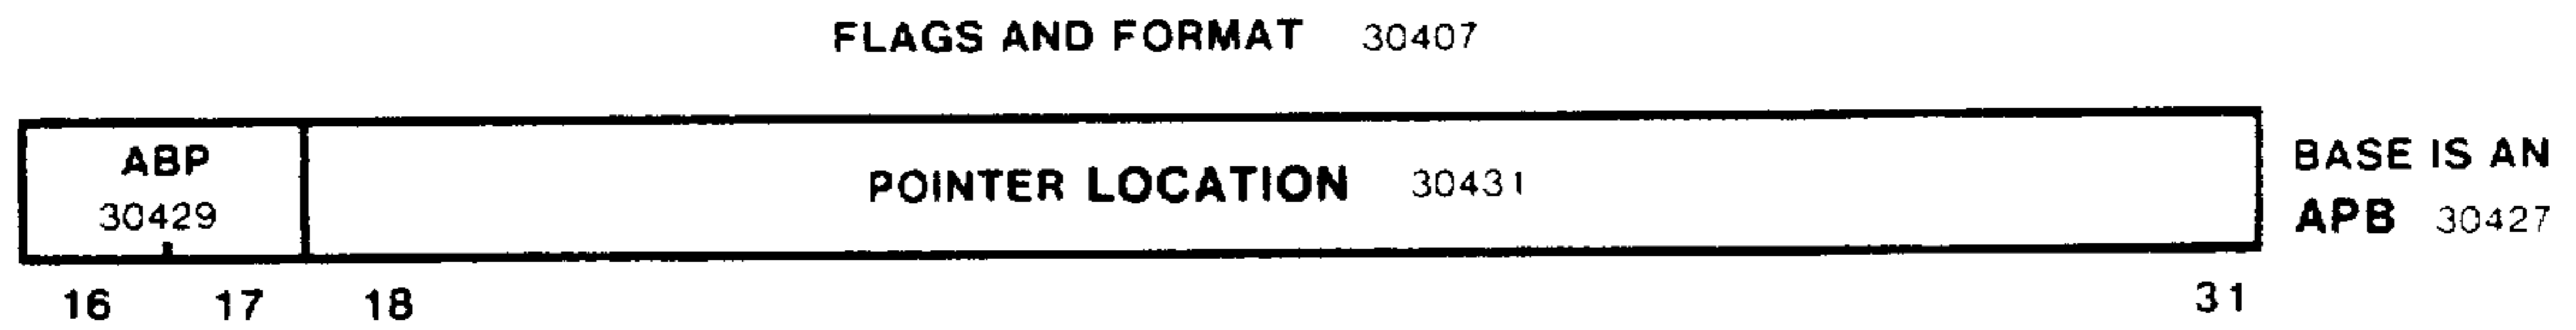 FLAGS AND FORMAT 30407
ABP
30429
POINTER LOCATION 30431
BASE IS AN
APB 30427
16 17 18 31